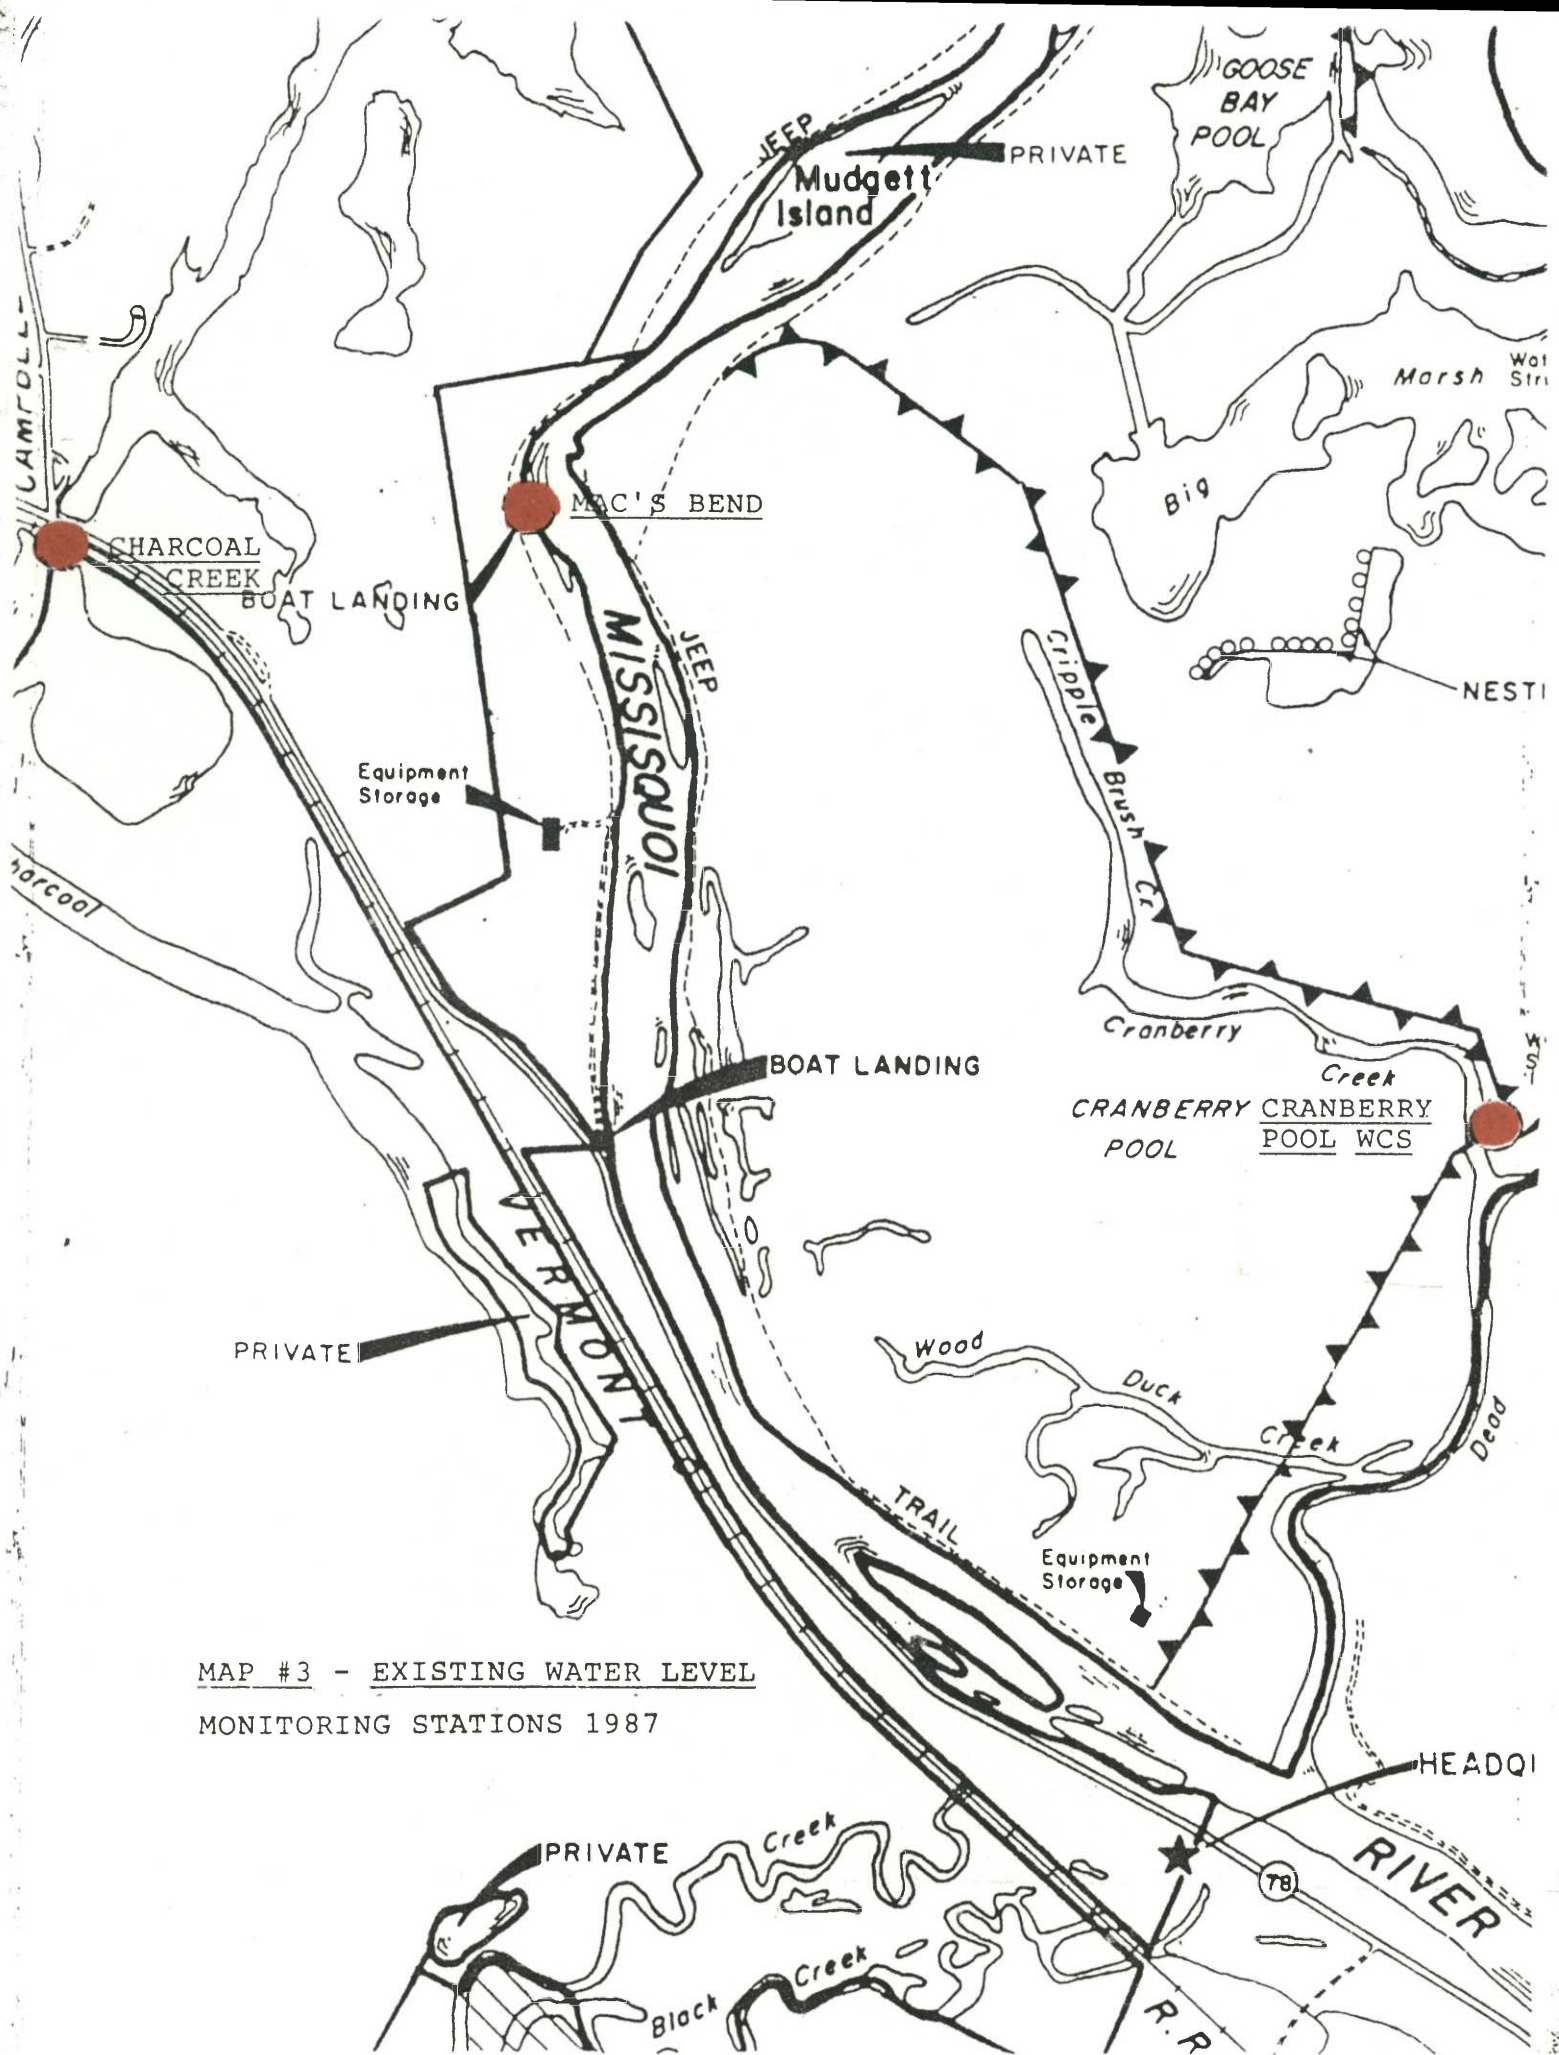 GOOSE
BAY
POOL
JEEP
PRIVATE
Mudgett
Island
Marsh
Big
MAC'S BEND
CHARCOAL
CREEK
BOAT LANDING
MISSISQUOI
JEEP
Cripple
Brush
Cr.
NESTI
Equipment
Storage
harcoal
Cranberry
Creek
BOAT LANDING
CRANBERRY
POOL
CRANBERRY
POOL WCS
VERMONT
PRIVATE
Wood
Duck
Creek
Dead
TRAIL
Equipment
Storage
MAP #3 - EXISTING WATER LEVEL
MONITORING STATIONS 1987
HEADQ
RIVER
78
PRIVATE
Creek
Black
Creek
R.R